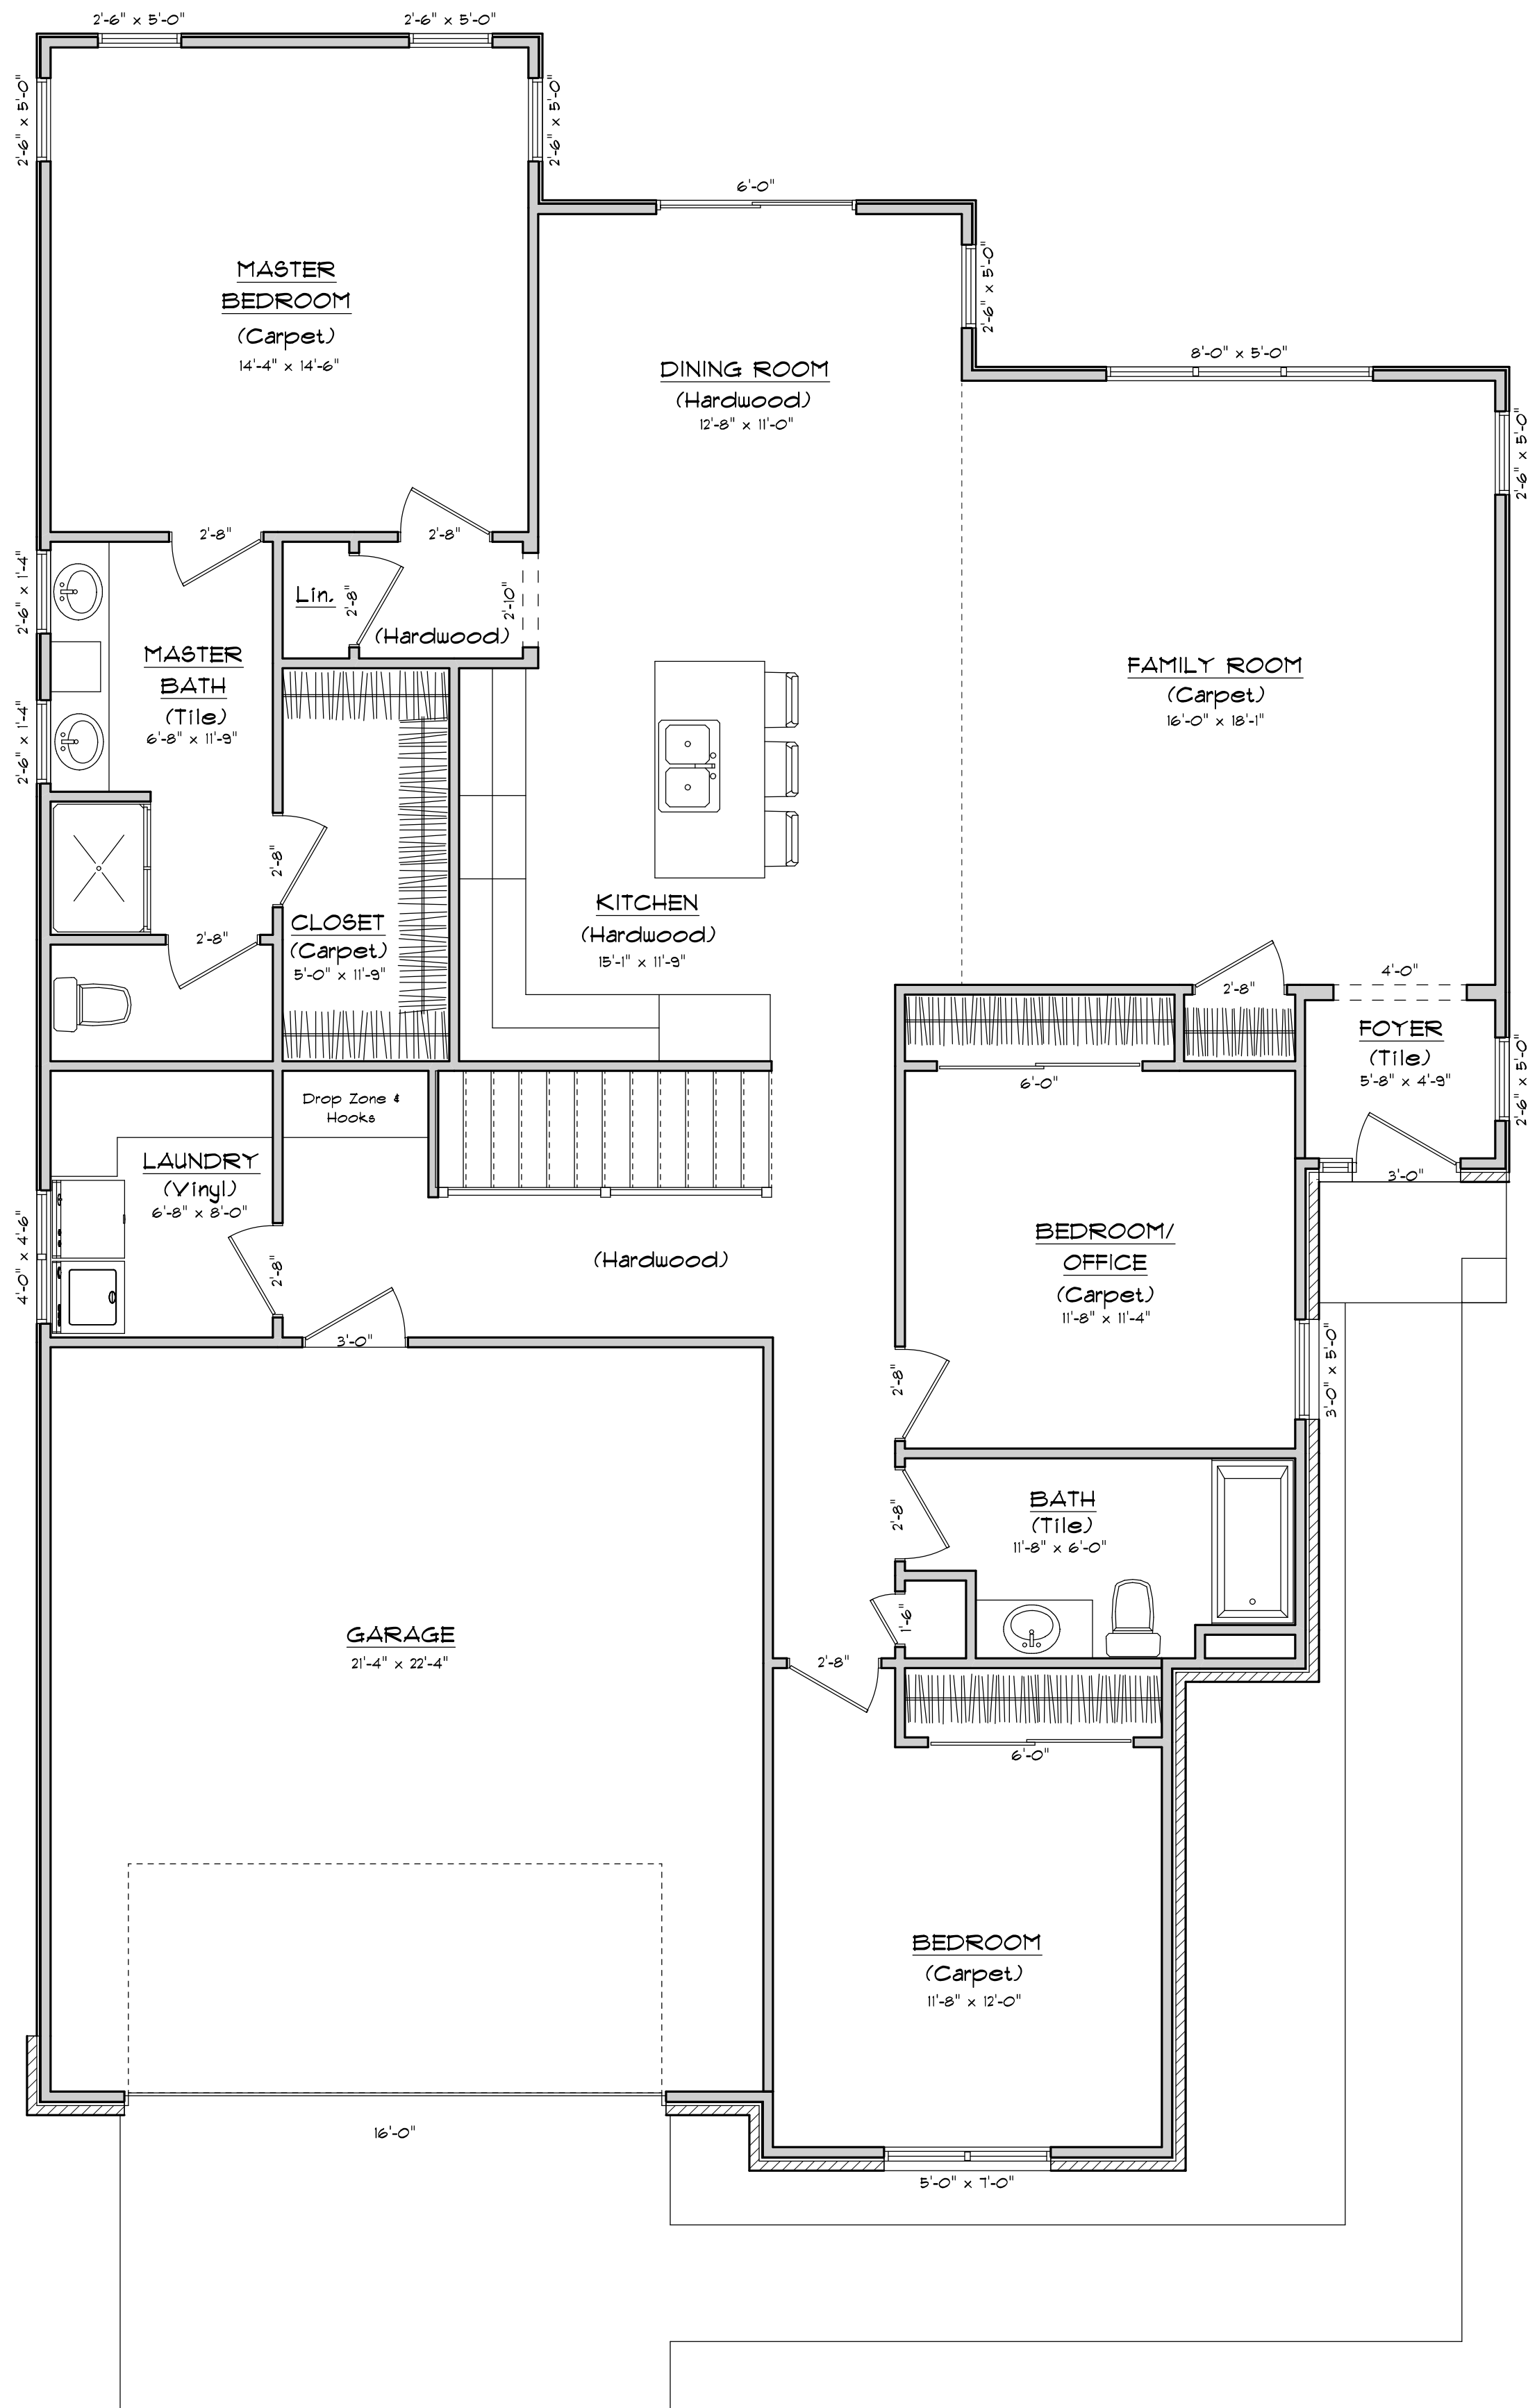 2'-6" x 5'-0"
2'-6" x 5'-0"
2'-6" x 5'-0"
2'-6" x 5'-0"
6'-0"
2'-6" x 5'-0"
MASTER
BEDROOM
(Carpet)
14'-4" x 14'-6"
DINING ROOM
(Hardwood)
12'-8" x 11'-0"
8'-0" x 5'-0"
2'-6" x 5'-0"
2'-8"
2'-8"
2'-6" x 1'-4"
Lin.
2'-8"
2'-10"
(Hardwood)
MASTER
BATH
(Tile)
6'-8" x 11'-9"
2'-6" x 1'-4"
FAMILY ROOM
(Carpet)
16'-0" x 18'-1"
2'-8"
2'-8"
CLOSET
(Carpet)
5'-0" x 11'-9"
KITCHEN
(Hardwood)
15'-1" x 11'-9"
2'-8"
4'-0"
FOYER
(Tile)
5'-8" x 4'-9"
2'-6" x 5'-0"
6'-0"
Drop Zone &
Hooks
LAUNDRY
(Vinyl)
6'-8" x 8'-0"
3'-0"
4'-0" x 4'-6"
2'-8"
(Hardwood)
BEDROOM/
OFFICE
(Carpet)
11'-8" x 11'-4"
3'-0"
3'-0" x 5'-0"
2'-8"
2'-8"
BATH
(Tile)
11'-8" x 6'-0"
1'-6"
GARAGE
21'-4" x 22'-4"
2'-8"
6'-0"
BEDROOM
(Carpet)
11'-8" x 12'-0"
16'-0"
5'-0" x 7'-0"